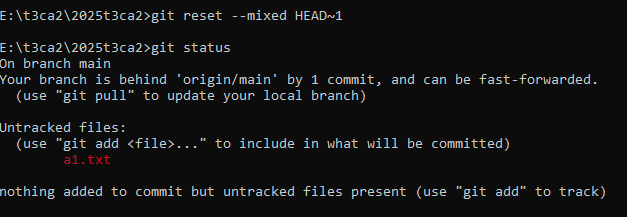 E:\t3ca2\2025t3ca2>git reset --mixed HEAD~1
E:\t3ca2\2025t3ca2>git status
On branch main
Your branch is behind 'origin/main' by 1 commit, and can be fast-forwarded.
  (use "git pull" to update your local branch)
Untracked files:
  (use "git add <file>..." to include in what will be committed)
        a1.txt
nothing added to commit but untracked files present (use "git add" to track)